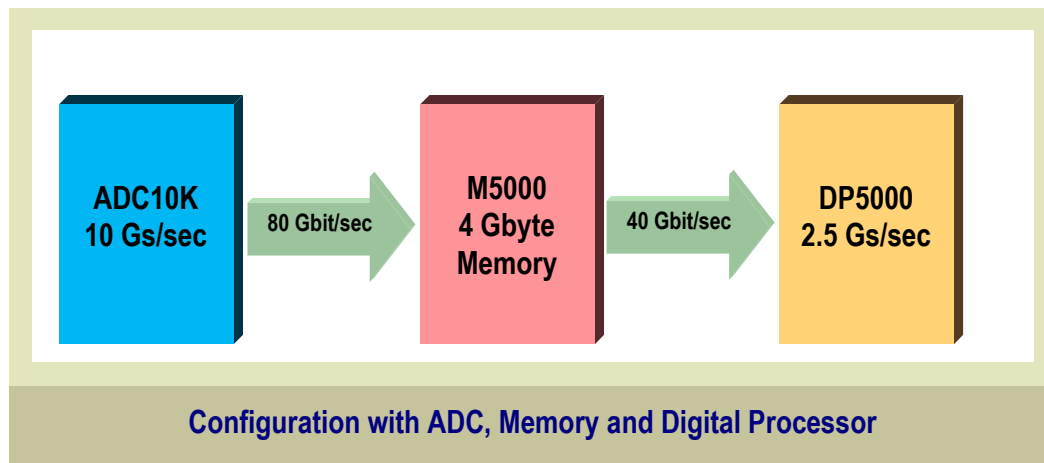 ADC10K
10 Gs/sec
80 Gbit/sec
M5000
4 Gbyte
Memory
40 Gbit/sec
DP5000
2.5 Gs/sec
Configuration with ADC, Memory and Digital Processor